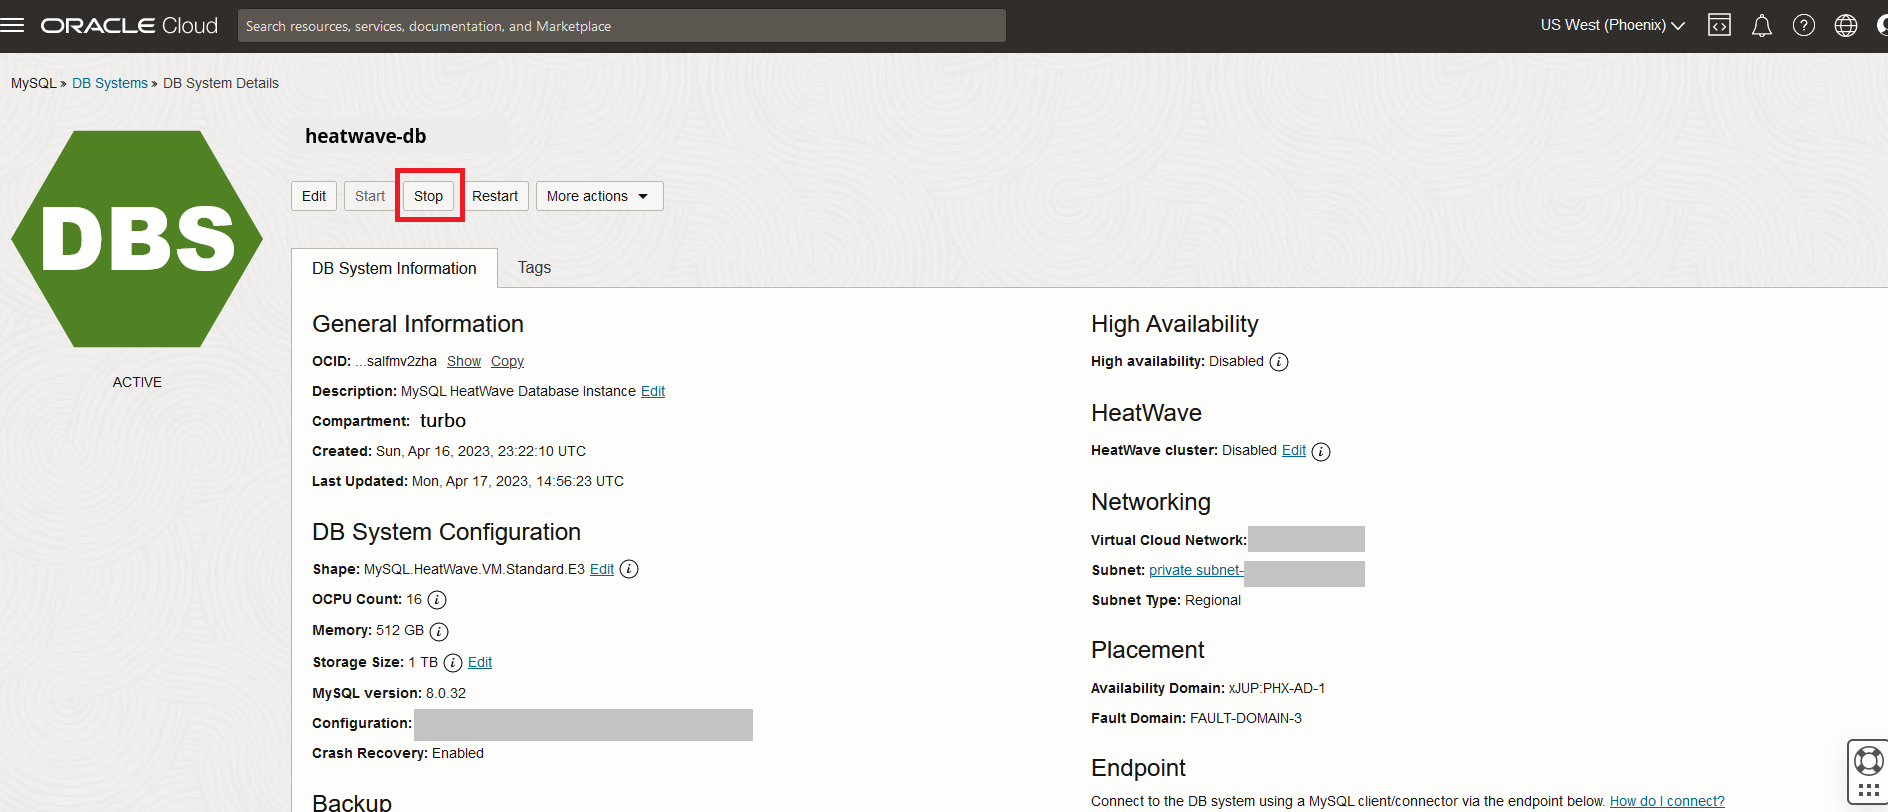 ORACLE Cloud
Search resources, services, documentation, and Marketplace
US West (Phoenix)
MySQL » DB Systems » DB System Details
DBS
ACTIVE
heatwave-db
Edit Start Stop Restart More actions
DB System Information Tags
General Information
OCID: ...salfmv2zha Show Copy
Description: MySQL HeatWave Database Instance Edit
Compartment: turbo
Created: Sun, Apr 16, 2023, 23:22:10 UTC
Last Updated: Mon, Apr 17, 2023, 14:56:23 UTC
DB System Configuration
Shape: MySQL.HeatWave.VM.Standard.E3 Edit
OCPU Count: 16
Memory: 512 GB
Storage Size: 1 TB Edit
MySQL version: 8.0.32
Configuration:
Crash Recovery: Enabled
Backup
High Availability
High availability: Disabled
HeatWave
HeatWave cluster: Disabled Edit
Networking
Virtual Cloud Network:
Subnet: private subnet-
Subnet Type: Regional
Placement
Availability Domain: xJUP:PHX-AD-1
Fault Domain: FAULT-DOMAIN-3
Endpoint
Connect to the DB system using a MySQL client/connector via the endpoint below. How do I connect?